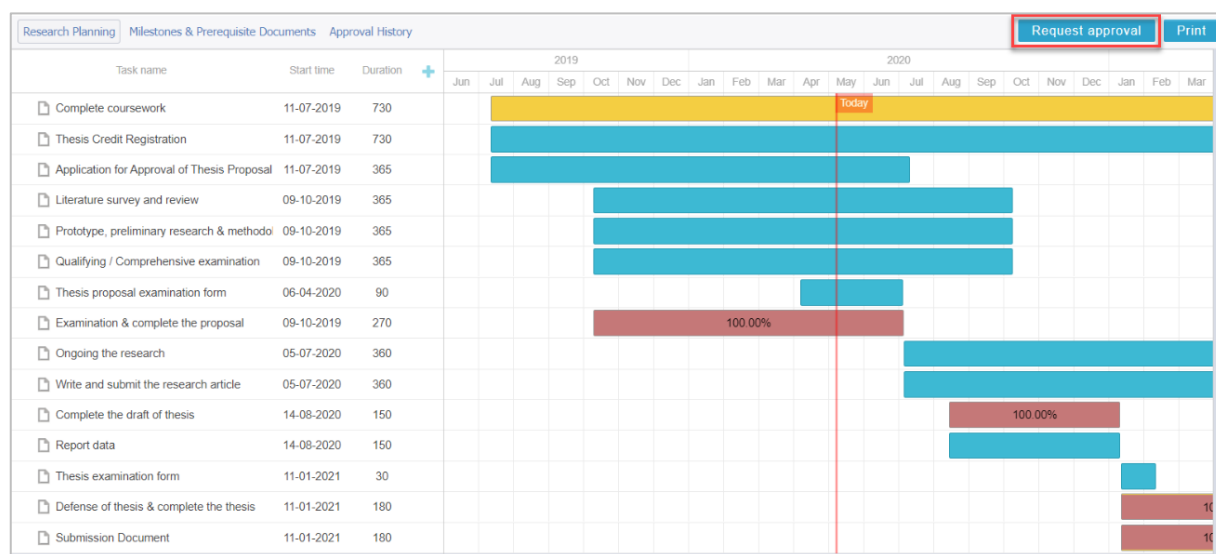 Research Planning Milestones & Prerequisite Documents Approval History Request approval Print
2019 2020
Task name Start time Duration Jun Jul Aug Sep Oct Nov Dec Jan Feb Mar Apr May Jun Jul Aug Sep Oct Nov Dec Jan Feb Mar
Complete coursework 11-07-2019 730 Today
Thesis Credit Registration 11-07-2019 730
Application for Approval of Thesis Proposal 11-07-2019 365
Literature survey and review 09-10-2019 365
Prototype, preliminary research & methodol 09-10-2019 365
Qualifying / Comprehensive examination 09-10-2019 365
Thesis proposal examination form 06-04-2020 90
Examination & complete the proposal 09-10-2019 270 100.00%
Ongoing the research 05-07-2020 360
Write and submit the research article 05-07-2020 360
Complete the draft of thesis 14-08-2020 150 100.00%
Report data 14-08-2020 150
Thesis examination form 11-01-2021 30
Defense of thesis & complete the thesis 11-01-2021 180 10
Submission Document 11-01-2021 180 10